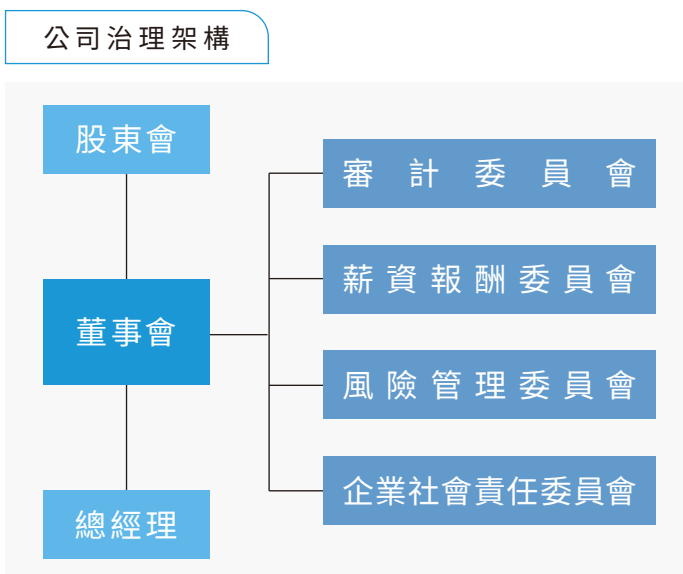 公司治理架構
股東會
董事會
總經理
審計委員會
薪資報酬委員會
風險管理委員會
企業社會責任委員會